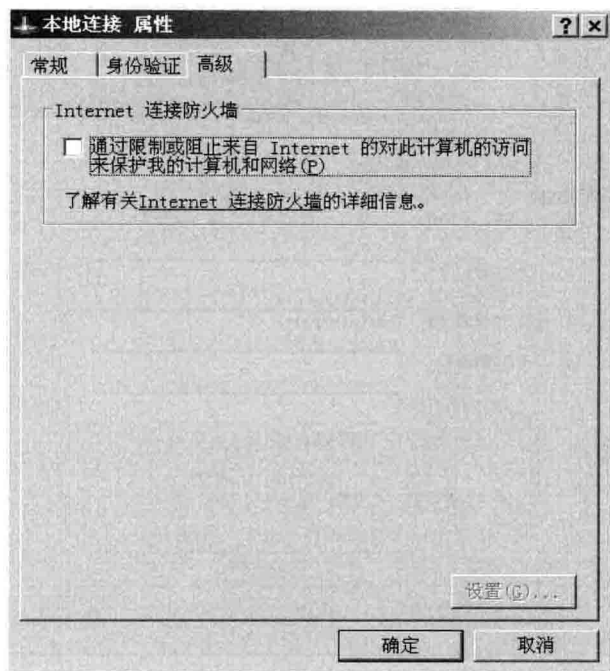 本地连接 属性
常规 身份验证 高级
Internet 连接防火墙
通过限制或阻止来自 Internet 的对此计算机的访问
来保护我的计算机和网络(P)
了解有关Internet 连接防火墙的详细信息。
设置(G)...
确定 取消